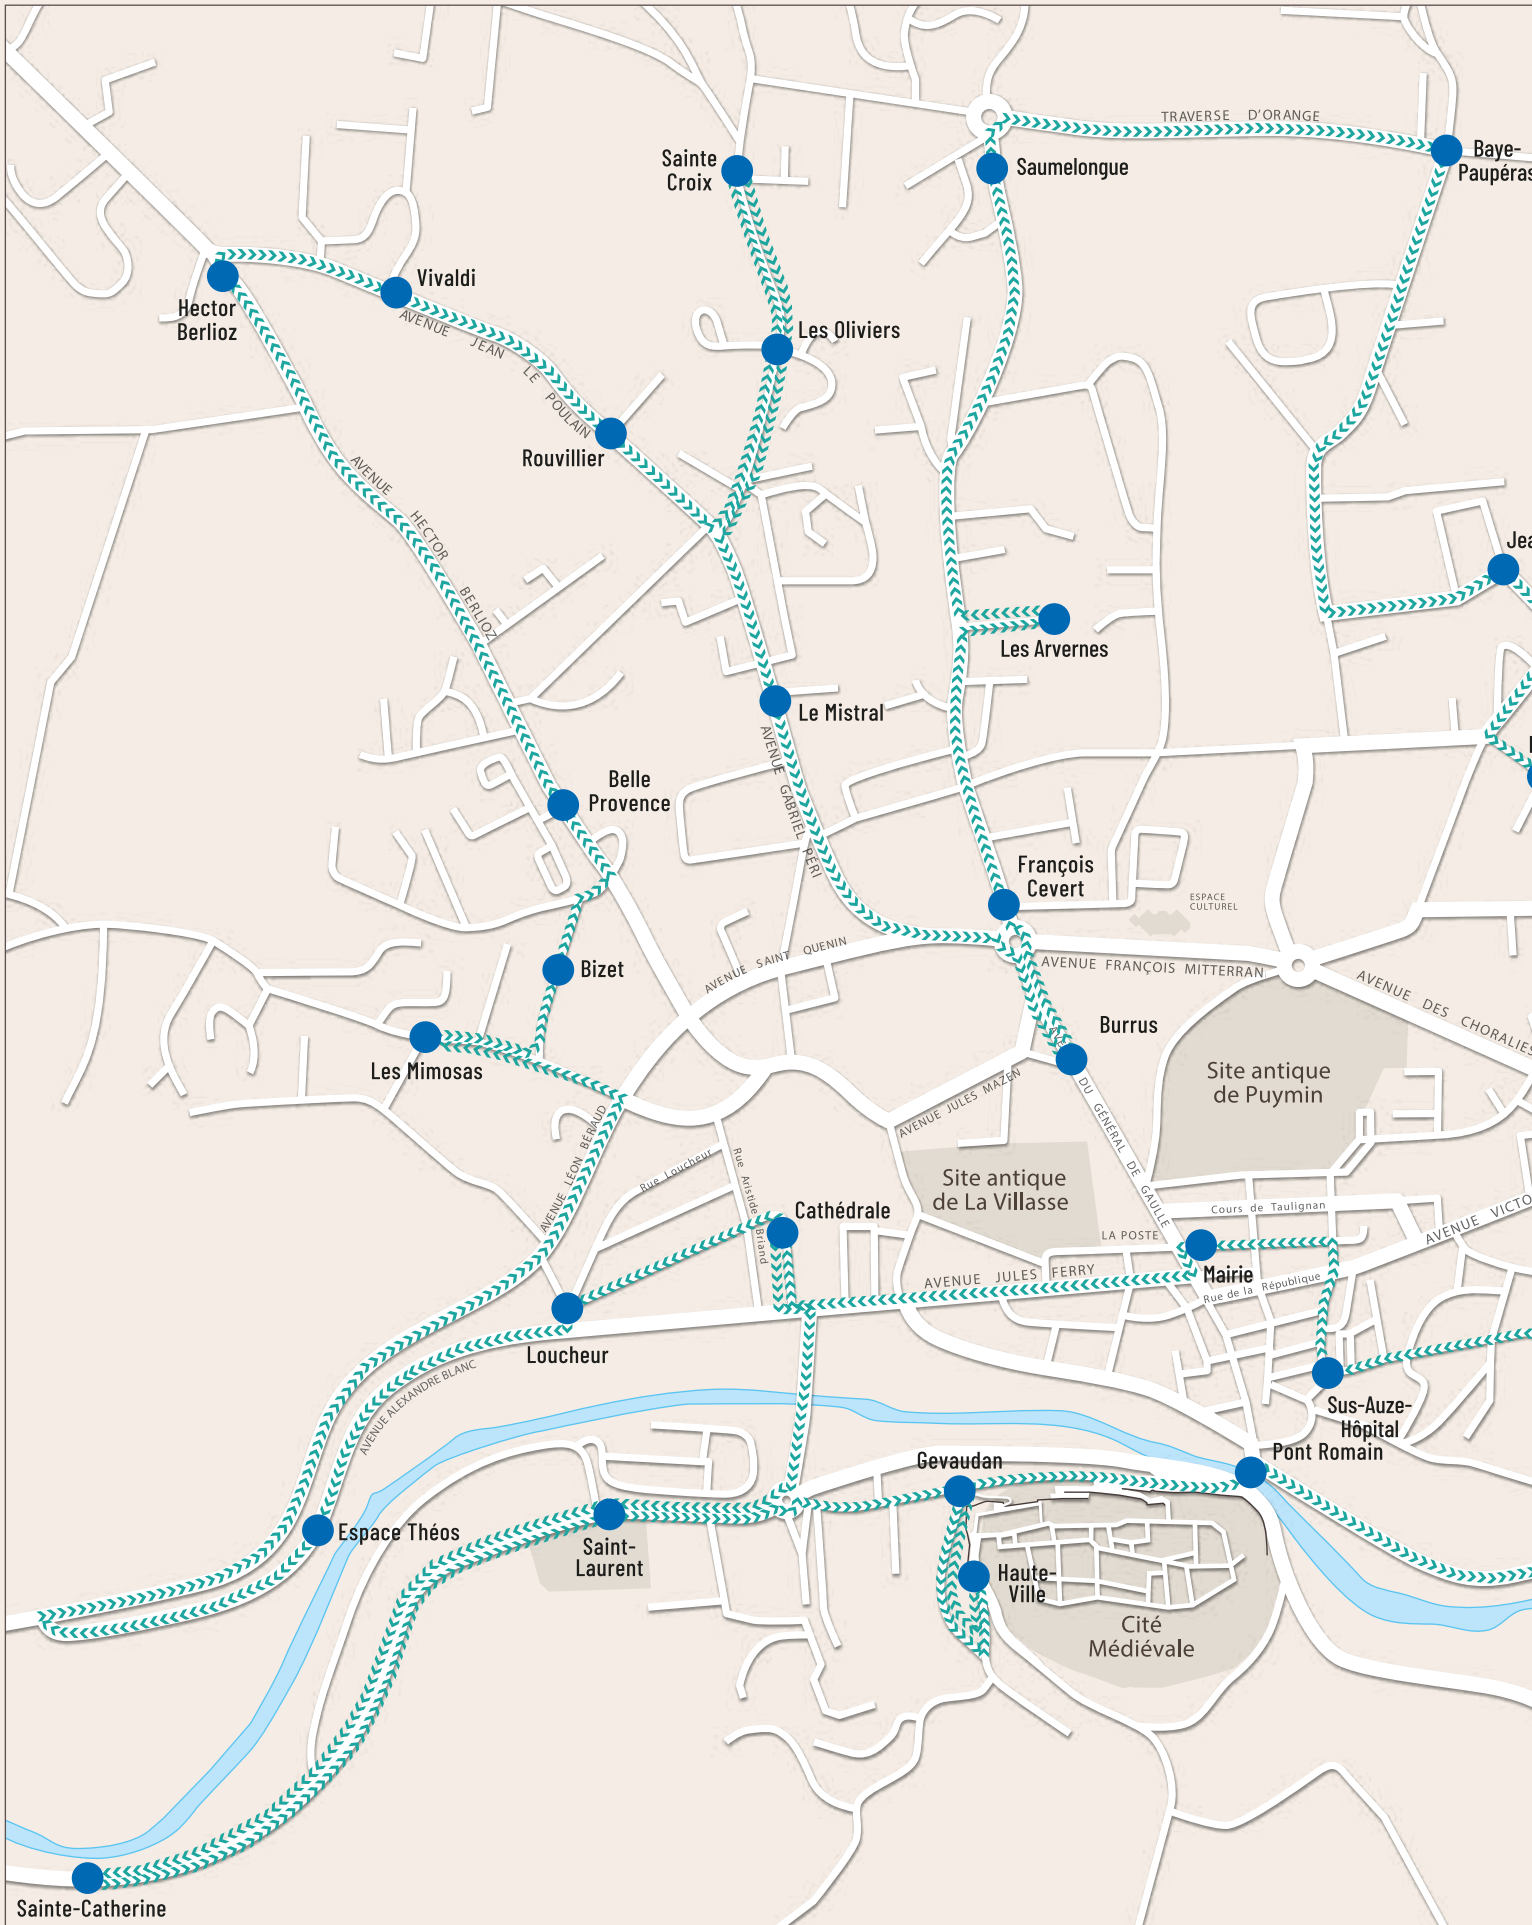 TRAVERSE D'ORANGE
Sainte
Croix
Saumelongue
Baye-
Paupéras
Vivaldi
Hector
Berlioz
AVENUE JEAN LE POULAIN
Les Oliviers
Rouvillier
AVENUE HECTOR BERLIOZ
Jea
Les Arvernes
Le Mistral
AVENUE GABRIEL PÉRI
Belle
Provence
François
Cevert
ESPACE
CULTUREL
AVENUE SAINT QUENIN
Bizet
AVENUE FRANÇOIS MITTERRAN
AVENUE DES CHORALIES
Burrus
Les Mimosas
Site antique
de Puymin
AVENUE JULES MAZEN
DU GÉNÉRAL DE GAULLE
AVENUE LÉON BÉRAUD
Rue Loucheur
Rue Aristide Briand
Site antique
de La Villasse
Cathédrale
Cours de Taulignan
LA POSTE
AVENUE VICTO
Mairie
AVENUE JULES FERRY
Rue de la République
Loucheur
AVENUE ALEXANDRE BLANC
Sus-Auze-
Hôpital
Pont Romain
Gevaudan
Espace Théos
Saint-
Laurent
Haute-
Ville
Cité
Médiévale
Sainte-Catherine